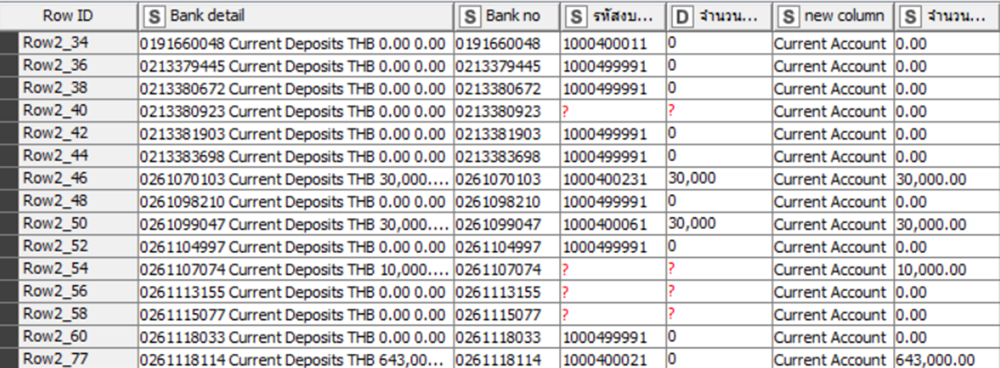 Row ID S Bank detail S Bank no S รหัสงบ... D จำนวน... S new column S จำนวน...
Row2_34 0191660048 Current Deposits THB 0.00 0.00 0191660048 1000400011 0 Current Account 0.00
Row2_36 0213379445 Current Deposits THB 0.00 0.00 0213379445 1000499991 0 Current Account 0.00
Row2_38 0213380672 Current Deposits THB 0.00 0.00 0213380672 1000499991 0 Current Account 0.00
Row2_40 0213380923 Current Deposits THB 0.00 0.00 0213380923 ? ? Current Account 0.00
Row2_42 0213381903 Current Deposits THB 0.00 0.00 0213381903 1000499991 0 Current Account 0.00
Row2_44 0213383698 Current Deposits THB 0.00 0.00 0213383698 1000499991 0 Current Account 0.00
Row2_46 0261070103 Current Deposits THB 30,000.... 0261070103 1000400231 30,000 Current Account 30,000.00
Row2_48 0261098210 Current Deposits THB 0.00 0.00 0261098210 1000499991 0 Current Account 0.00
Row2_50 0261099047 Current Deposits THB 30,000.... 0261099047 1000400061 30,000 Current Account 30,000.00
Row2_52 0261104997 Current Deposits THB 0.00 0.00 0261104997 1000499991 0 Current Account 0.00
Row2_54 0261107074 Current Deposits THB 10,000.... 0261107074 ? ? Current Account 10,000.00
Row2_56 0261113155 Current Deposits THB 0.00 0.00 0261113155 ? ? Current Account 0.00
Row2_58 0261115077 Current Deposits THB 0.00 0.00 0261115077 ? ? Current Account 0.00
Row2_60 0261118033 Current Deposits THB 0.00 0.00 0261118033 1000499991 0 Current Account 0.00
Row2_77 0261118114 Current Deposits THB 643,00... 0261118114 1000400021 0 Current Account 643,000.00